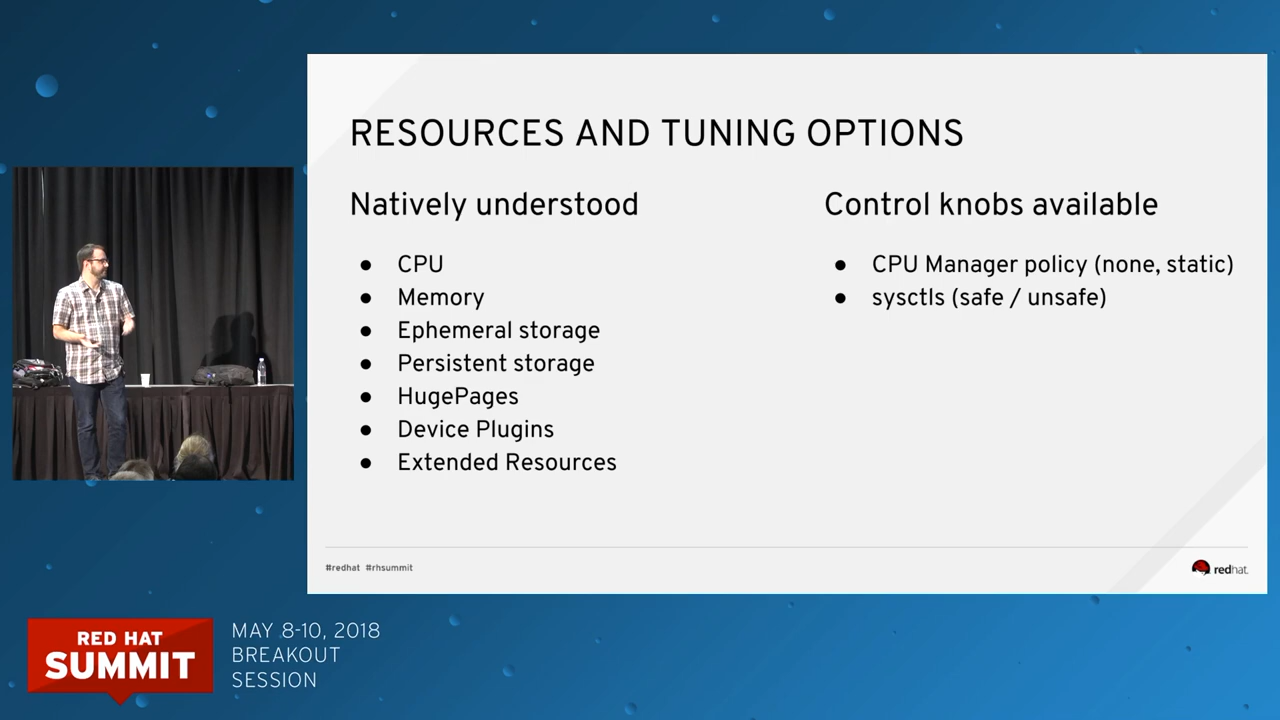 RESOURCES AND TUNING OPTIONS
Natively understood
● CPU
● Memory
● Ephemeral storage
● Persistent storage
● HugePages
● Device Plugins
● Extended Resources
Control knobs available
● CPU Manager policy (none, static)
● sysctls (safe / unsafe)
#redhat #rhsummit
redhat.
RED HAT
SUMMIT
MAY 8-10, 2018
BREAKOUT
SESSION